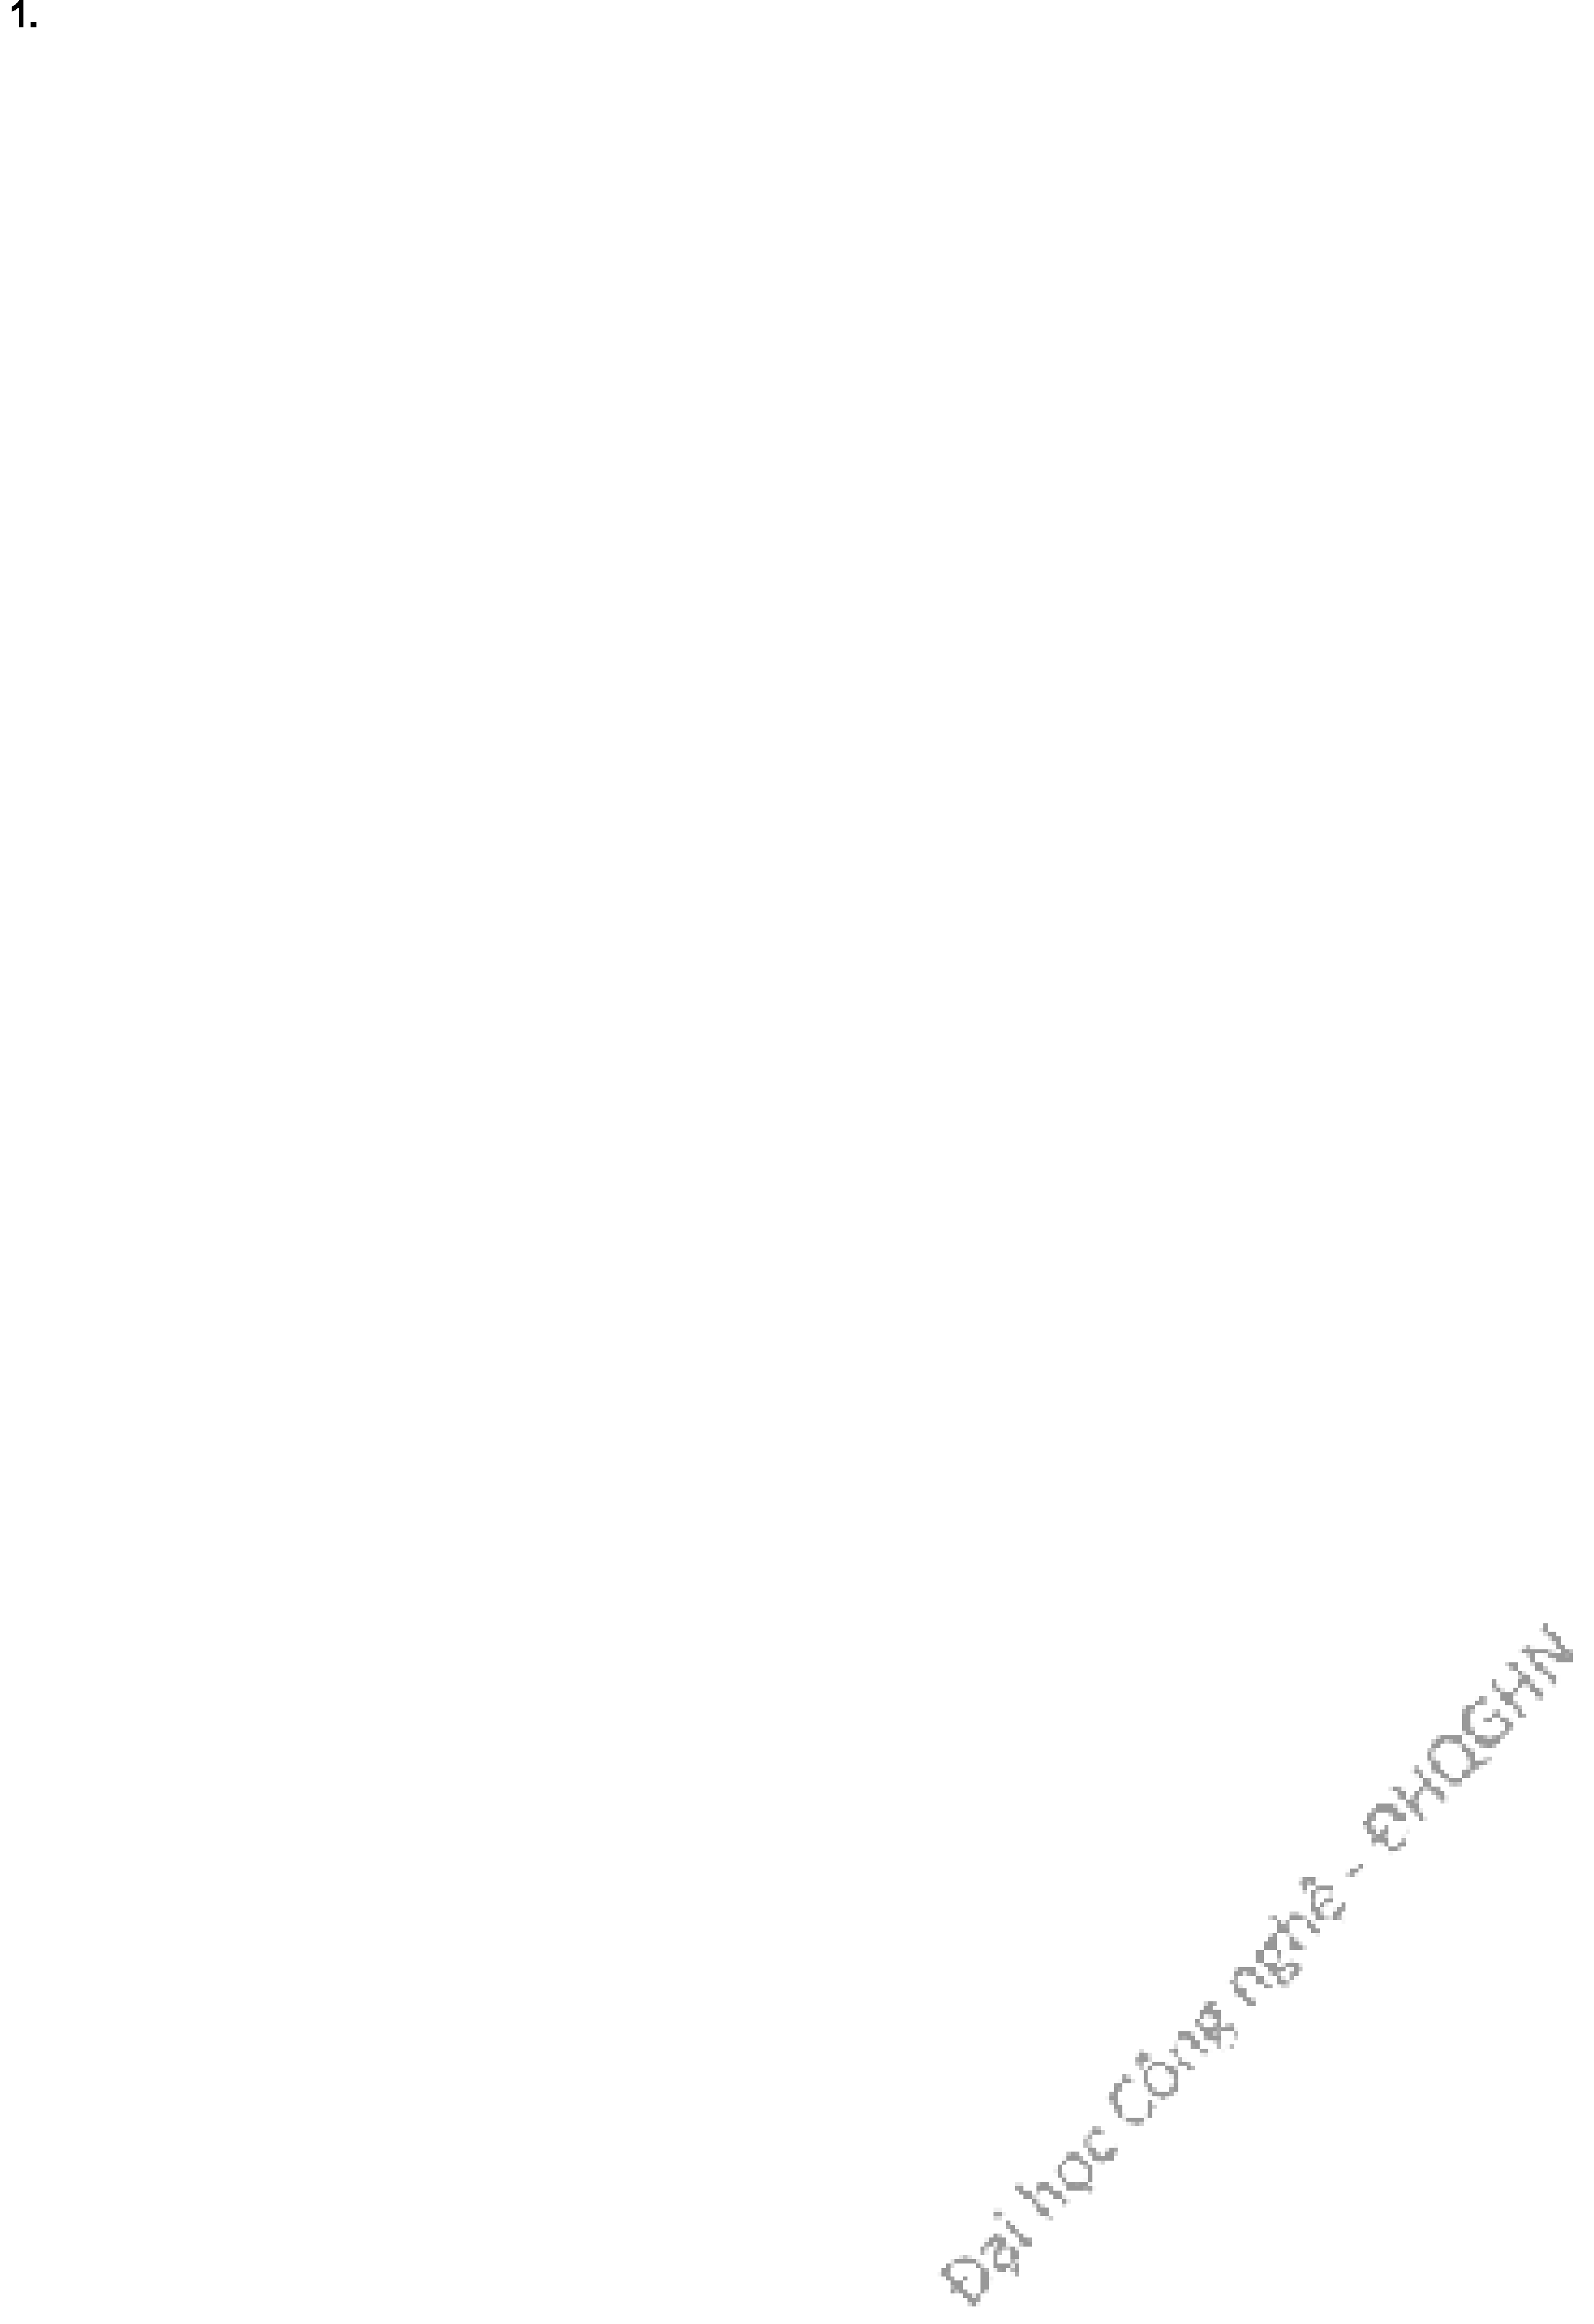 1.
Đại học Công nghệ - ĐHQGHN